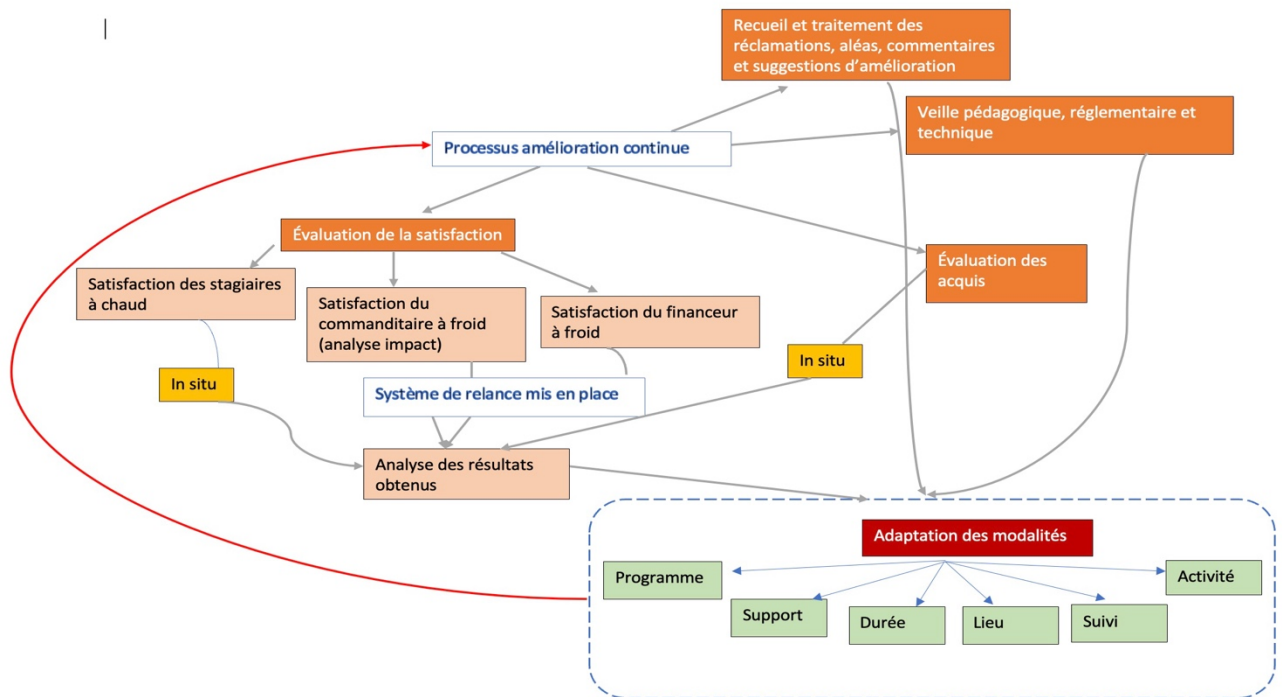 Recueil et traitement des
réclamations, aléas, commentaires
et suggestions d'amélioration
Veille pédagogique, réglementaire et
technique
Processus amélioration continue
Évaluation de la satisfaction
Évaluation des
acquis
Satisfaction des stagiaires
à chaud
Satisfaction du
commanditaire à froid
(analyse impact)
Satisfaction du financeur
à froid
In situ
In situ
Système de relance mis en place
Analyse des résultats
obtenus
Adaptation des modalités
Programme
Support
Durée
Lieu
Suivi
Activité